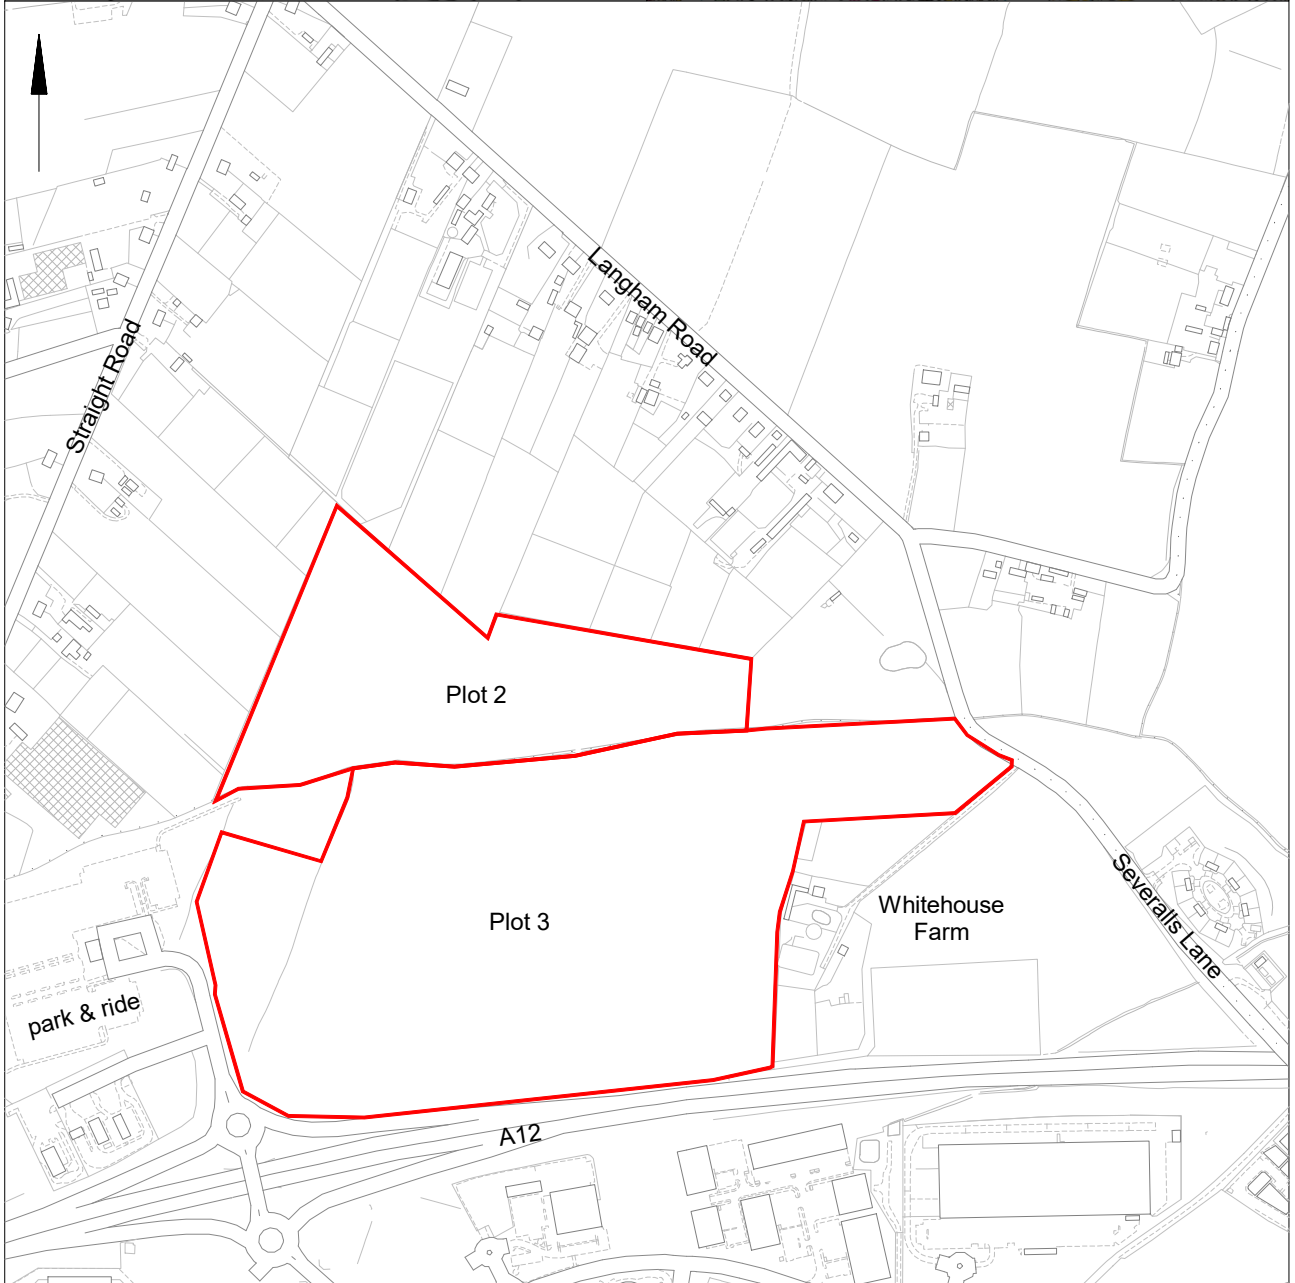 Langham Road
Straight Road
Plot 2
Plot 3
Whitehouse
Farm
Severalls Lane
park & ride
A12